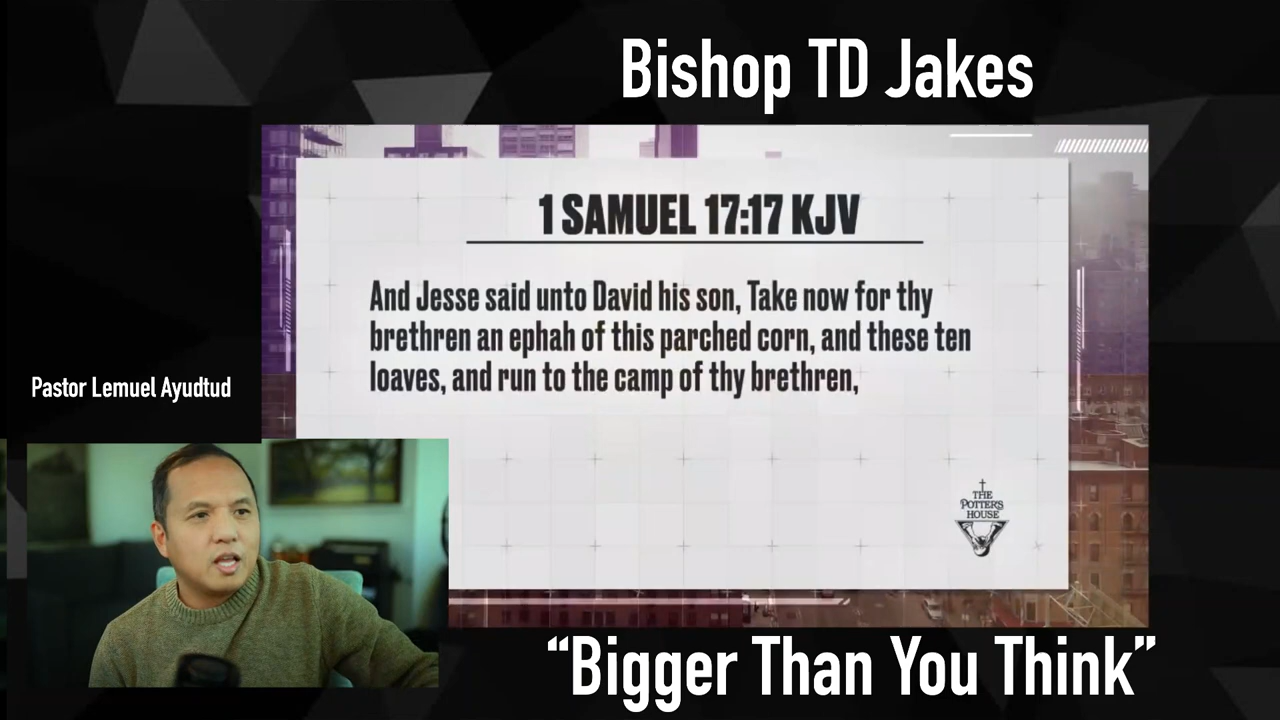 Bishop TD Jakes
1 SAMUEL 17:17 KJV
And Jesse said unto David his son, Take now for thy
brethren an ephah of this parched corn, and these ten
loaves, and run to the camp of thy brethren,
Pastor Lemuel Ayudtud
THE
POTTER'S
HOUSE
“Bigger Than You Think”